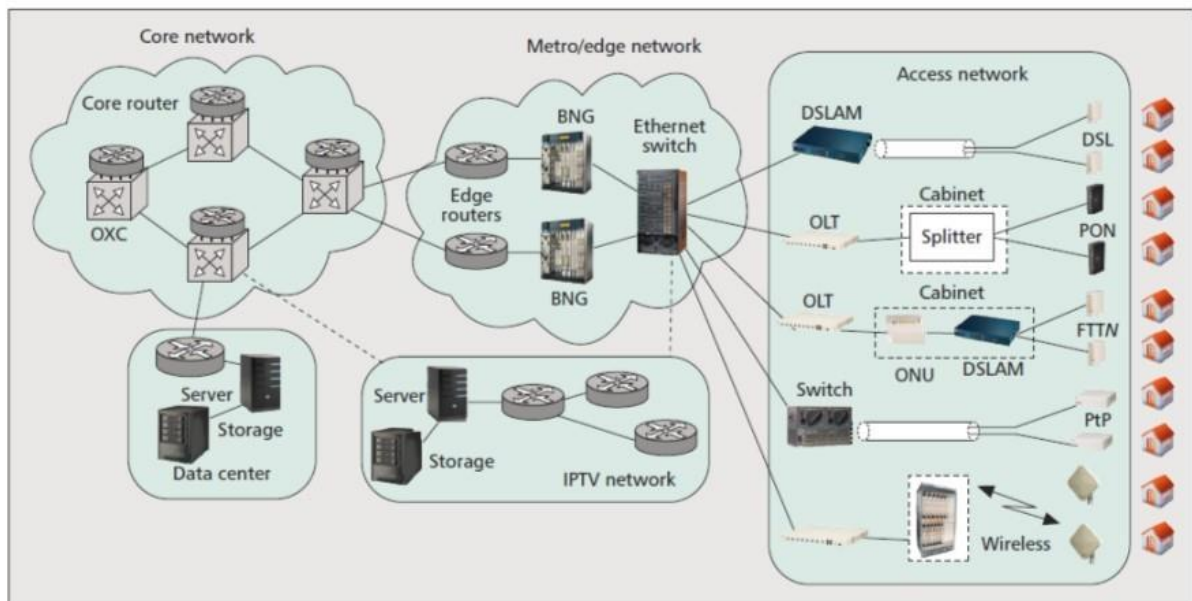 Core network
Core router
OXC
Metro/edge network
BNG
Ethernet
switch
Edge
routers
BNG
Server
Storage
Data center
Server
Storage
IPTV network
Access network
DSLAM
DSL
Cabinet
OLT
Splitter
PON
Cabinet
OLT
FTTN
ONU
DSLAM
Switch
PtP
Wireless